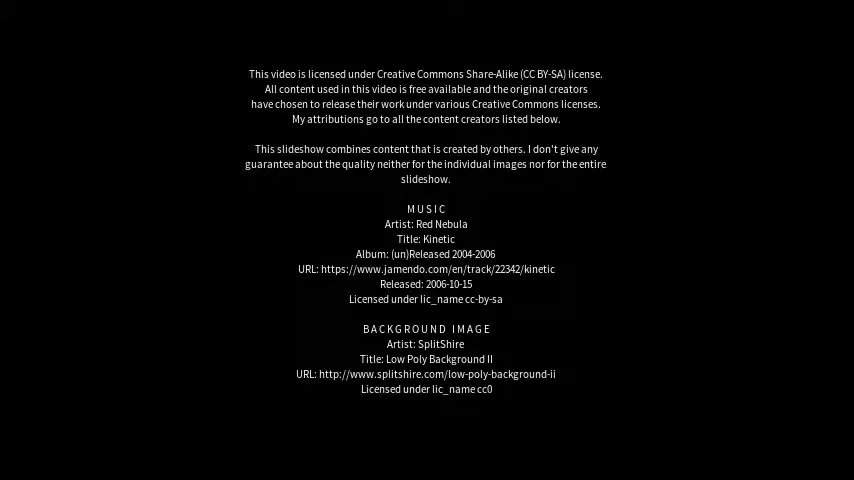 This video is licensed under Creative Commons Share-Alike (CC BY-SA) license.
All content used in this video is free available and the original creators
have chosen to release their work under various Creative Commons licenses.
My attributions go to all the content creators listed below.
This slideshow combines content that is created by others. I don't give any
guarantee about the quality neither for the individual images nor for the entire
slideshow.
MUSIC
Artist: Red Nebula
Title: Kinetic
Album: (un)Released 2004-2006
URL: https://www.jamendo.com/en/track/22342/kinetic
Released: 2006-10-15
Licensed under lic_name cc-by-sa
BACKGROUND IMAGE
Artist: SplitShire
Title: Low Poly Background II
URL: http://www.splitshire.com/low-poly-background-ii
Licensed under lic_name cc0